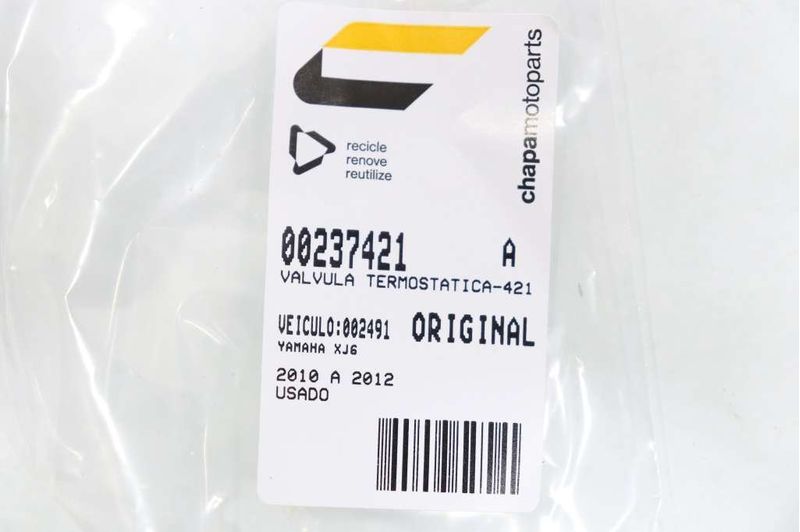 chapamotoparts
recicle
renove
reutilize
00237421 A
VALVULA TERMOSTATICA-421
VEICULO:002491 ORIGINAL
YAMAHA XJ6
2010 A 2012
USADO